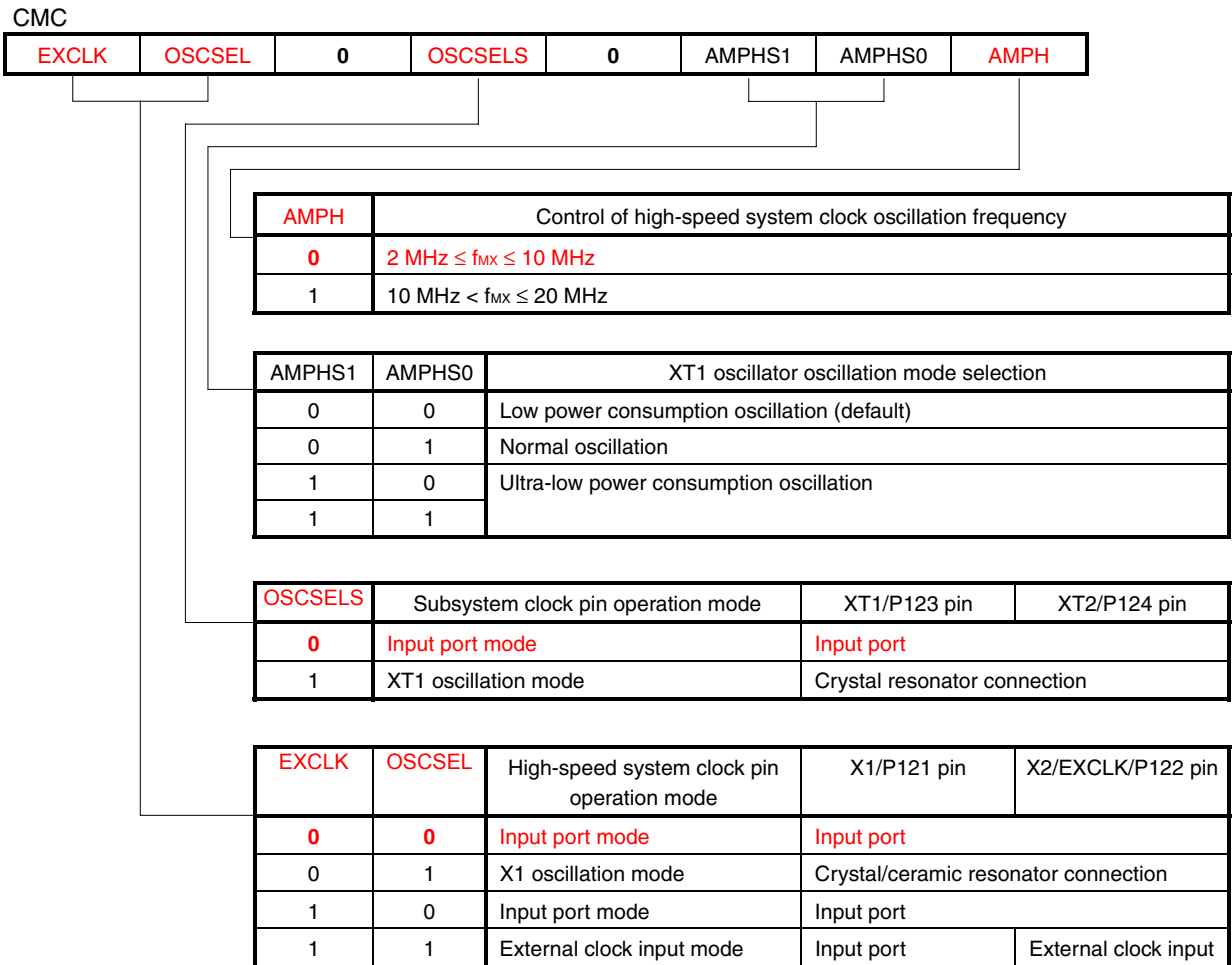 CMC
EXCLK OSCSEL 0 OSCSELS 0 AMPHS1 AMPHS0 AMPH
AMPH Control of high-speed system clock oscillation frequency
0 2 MHz ≤ fMX ≤ 10 MHz
1 10 MHz < fMX ≤ 20 MHz
AMPHS1 AMPHS0 XT1 oscillator oscillation mode selection
0 0 Low power consumption oscillation (default)
0 1 Normal oscillation
1 0 Ultra-low power consumption oscillation
1 1
OSCSELS Subsystem clock pin operation mode XT1/P123 pin XT2/P124 pin
0 Input port mode Input port
1 XT1 oscillation mode Crystal resonator connection
EXCLK OSCSEL High-speed system clock pin X1/P121 pin X2/EXCLK/P122 pin
operation mode
0 0 Input port mode Input port
0 1 X1 oscillation mode Crystal/ceramic resonator connection
1 0 Input port mode Input port
1 1 External clock input mode Input port External clock input